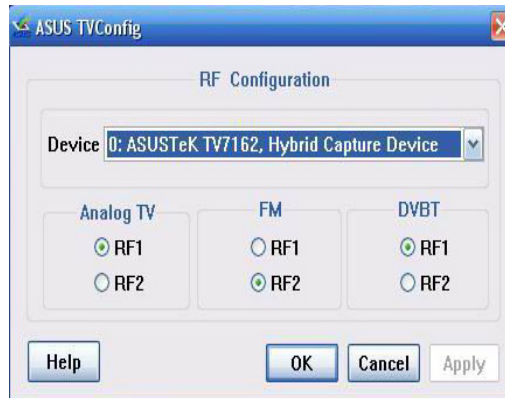 ASUS TVConfig
RF Configuration
Device 0: ASUSTeK TV7162, Hybrid Capture Device
Analog TV FM DVBT
RF1 RF1 RF1
RF2 RF2 RF2
Help OK Cancel Apply